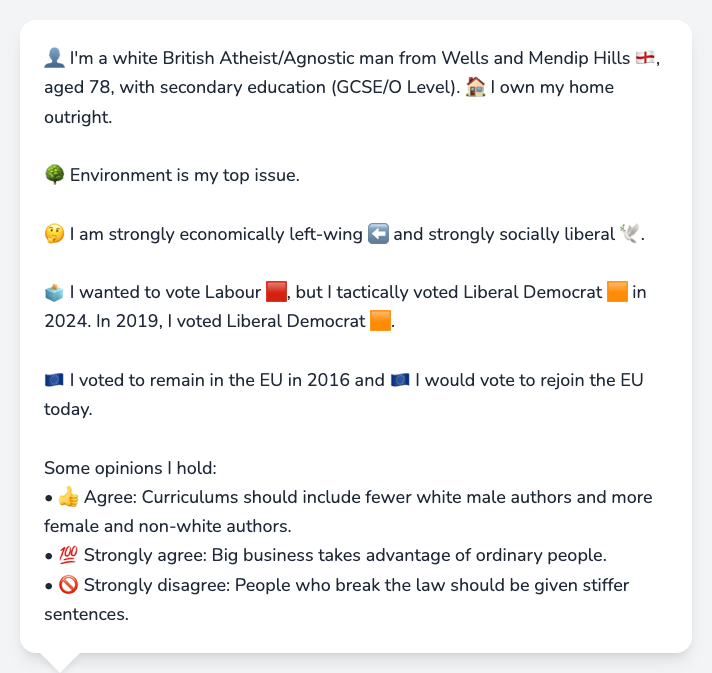 👤 I'm a white British Atheist/Agnostic man from Wells and Mendip Hills 🏴󠁧󠁢󠁥󠁮󠁧󠁿,
aged 78, with secondary education (GCSE/O Level). 🏠 I own my home
outright.
🌳 Environment is my top issue.
🤔 I am strongly economically left-wing ⬅️ and strongly socially liberal 🕊️.
🗳️ I wanted to vote Labour 🟥, but I tactically voted Liberal Democrat 🟧 in
2024. In 2019, I voted Liberal Democrat 🟧.
🇪🇺 I voted to remain in the EU in 2016 and 🇪🇺 I would vote to rejoin the EU
today.
Some opinions I hold:
• 👍 Agree: Curriculums should include fewer white male authors and more
female and non-white authors.
• 💯 Strongly agree: Big business takes advantage of ordinary people.
• 🚫 Strongly disagree: People who break the law should be given stiffer
sentences.